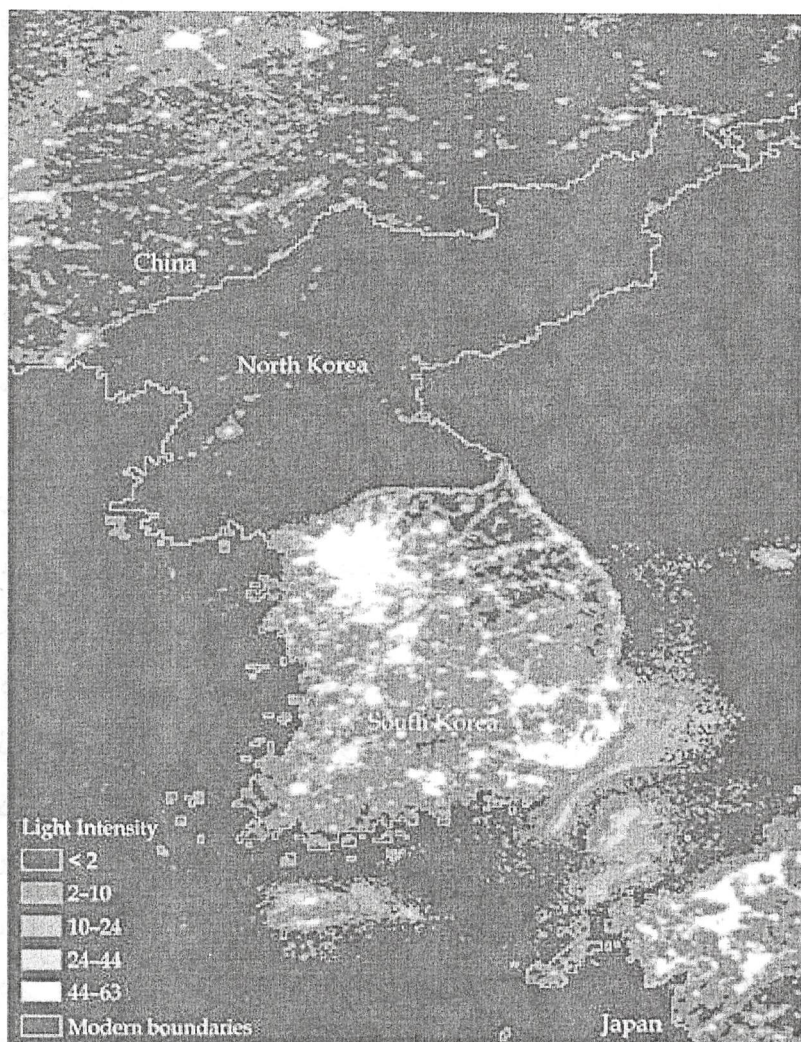 China
North Korea
South Korea
Light Intensity
< 2
2–10
10–24
24–44
44–63
Modern boundaries
Japan